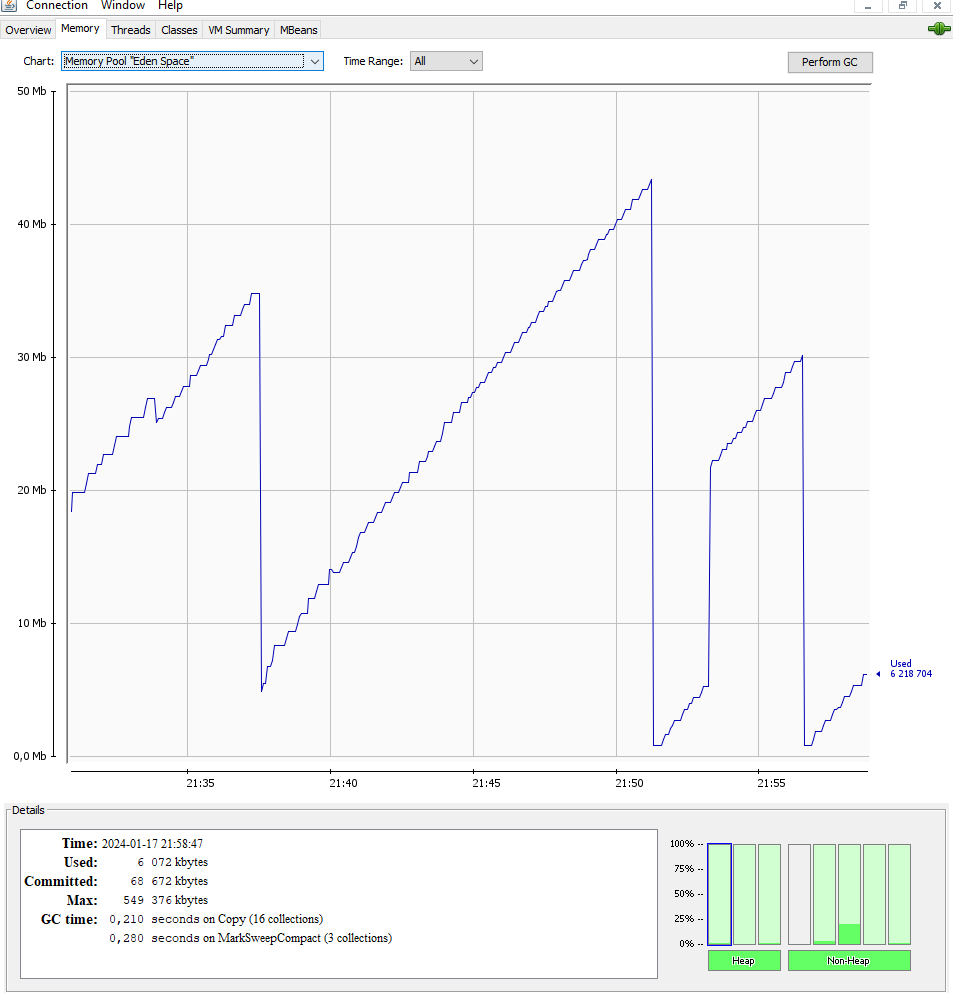 Connection Window Help
Overview Memory Threads Classes VM Summary MBeans
Chart: Memory Pool "Eden Space" Time Range: All Perform GC
50 Mb
40 Mb
30 Mb
20 Mb
10 Mb
0,0 Mb
Used
6 218 704
21:35 21:40 21:45 21:50 21:55
Details
Time: 2024-01-17 21:58:47
Used: 6 072 kbytes
Committed: 68 672 kbytes
Max: 549 376 kbytes
GC time: 0,210 seconds on Copy (16 collections)
0,280 seconds on MarkSweepCompact (3 collections)
100% --
75% --
50% --
25% --
0% --
Heap Non-Heap